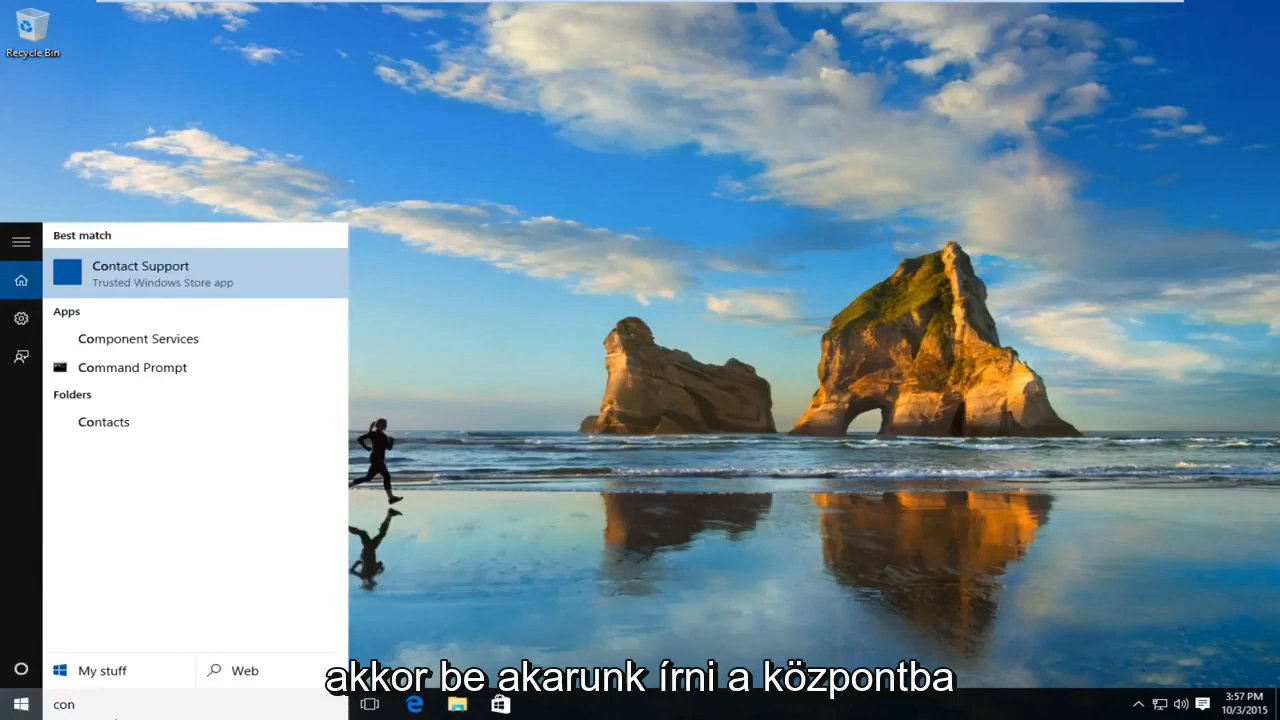 Recycle Bin
Best match
Contact Support
Trusted Windows Store app
Apps
Component Services
Command Prompt
Folders
Contacts
My stuff
Web
akkor be akarunk írni a központba
con
3:57 PM
10/3/2015